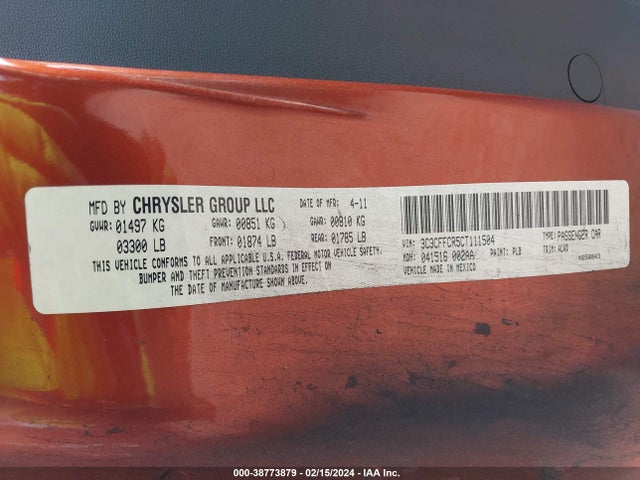 MFD BY CHRYSLER GROUP LLC DATE OF MFR: 4-11
GVWR: 01497 KG GAWR: 00851 KG GAWR: 00810 KG
03300 LB FRONT: 01874 LB REAR: 01785 LB
THIS VEHICLE CONFORMS TO ALL APPLICABLE U.S.A. FEDERAL MOTOR VEHICLE SAFETY,
BUMPER AND THEFT PREVENTION STANDARDS IN EFFECT ON
THE DATE OF MANUFACTURE SHOWN ABOVE.
VIN: 3C3CFFCR5CT111504 TYPE: PASSENGER CAR
MDH: 041516 002AA PAINT: PLB TRIM:
VEHICLE MADE IN MEXICO
000-38773879 - 02/15/2024 - IAA Inc.